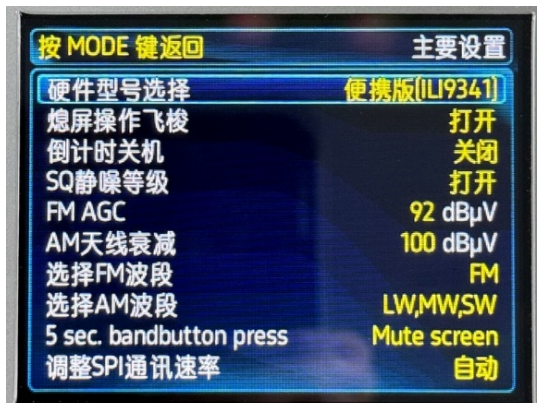 按 MODE 键返回 主要设置
硬件型号选择 便携版(ILI9341)
熄屏操作飞梭 打开
倒计时关机 关闭
SQ静噪等级 打开
FM AGC 92 dBµV
AM天线衰减 100 dBµV
选择FM波段 FM
选择AM波段 LW,MW,SW
5 sec. bandbutton press Mute screen
调整SPI通讯速率 自动